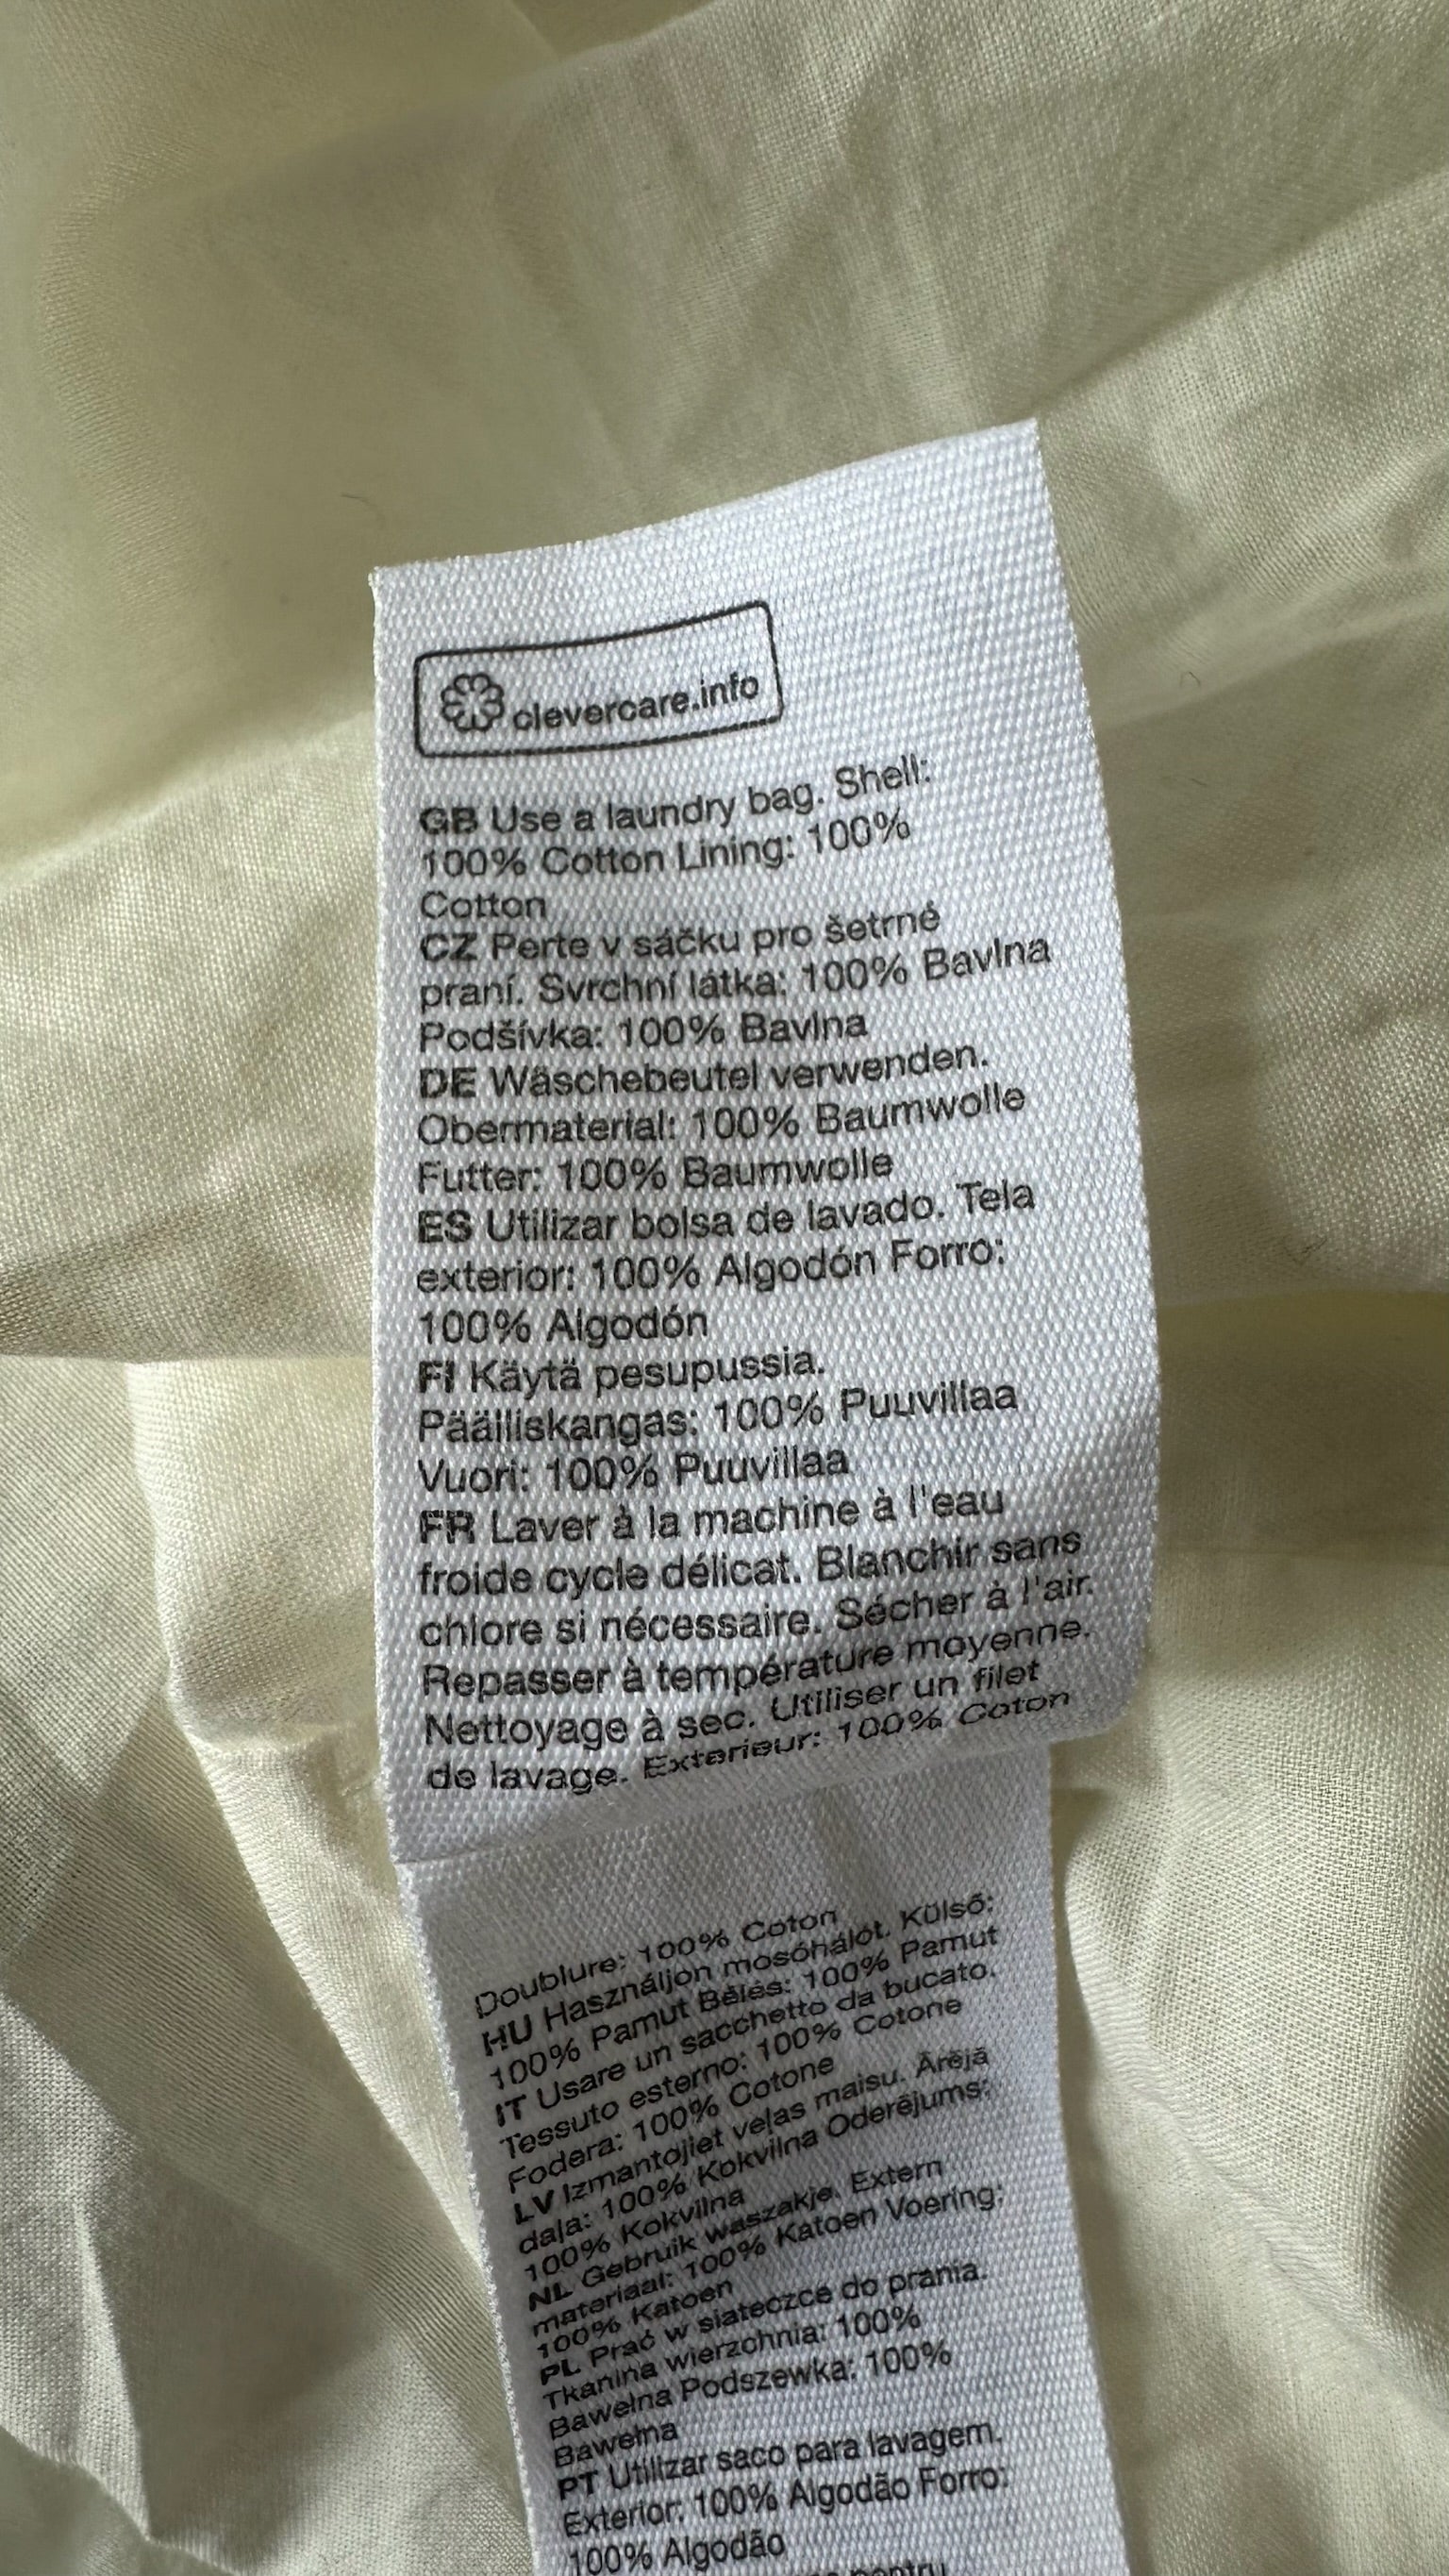 clevercare.info
GB Use a laundry bag. Shell:
100% Cotton Lining: 100%
Cotton
CZ Perte v sáčku pro šetrné
praní. Svrchní látka: 100% Bavlna
Podšívka: 100% Bavlna
DE Wäschebeutel verwenden.
Obermaterial: 100% Baumwolle
Futter: 100% Baumwolle
ES Utilizar bolsa de lavado. Tela
exterior: 100% Algodón Forro:
100% Algodón
FI Käytä pesupussia.
Päälliskangas: 100% Puuvillaa
Vuori: 100% Puuvillaa
FR Laver à la machine à l'eau
froide cycle délicat. Blanchir sans
chlore si nécessaire. Sécher à l'air.
Repasser à température moyenne.
Nettoyage à sec. Utiliser un filet
de lavage. Exterieur: 100% Coton
Doublure: 100% Coton
HU Használjon mosóhálót. Külső:
100% Pamut Bélés: 100% Pamut
IT Usare un sacchetto da bucato.
Tessuto esterno: 100% Cotone
Fodera: 100% Cotone
LV Izmantojiet veļas maisu. Ārējā
daļa: 100% Kokvilna Oderējums:
100% Kokvilna
NL Gebruik waszakje. Extern
materiaal: 100% Katoen Voering:
100% Katoen
PL Prać w siateczce do prania.
Tkanina wierzchnia: 100%
Bawełna Podszewka: 100%
Bawełna
PT Utilizar saco para lavagem.
Exterior: 100% Algodão Forro:
100% Algodão
pentru